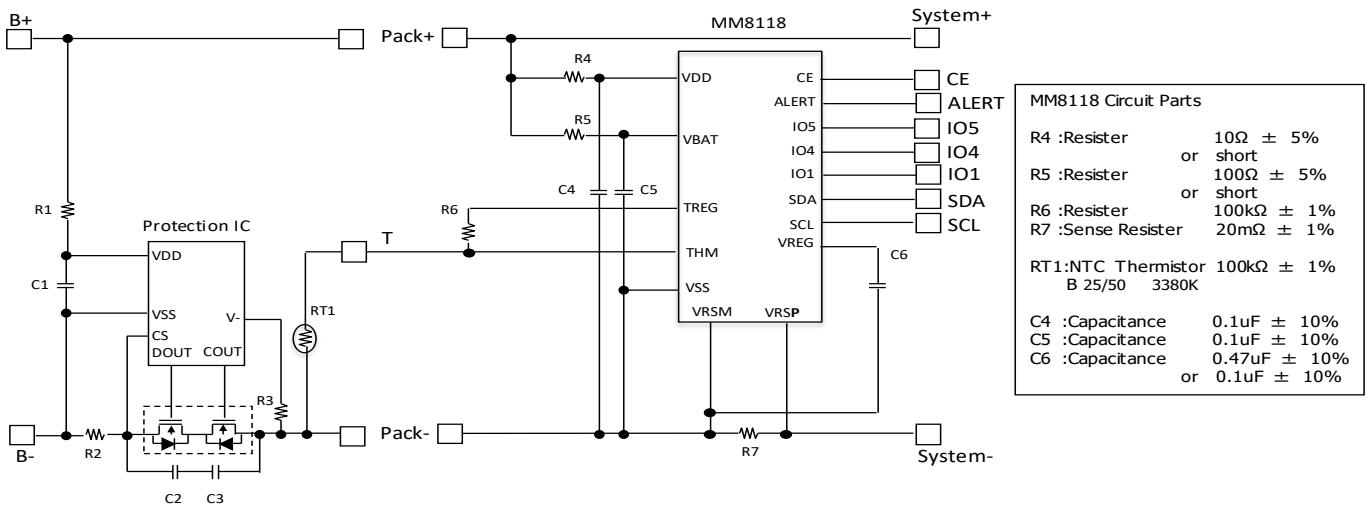 B+
Pack+
MM8118
System+
R4
VDD
CE
CE
ALERT
ALERT
R5
VBAT
IO5
IO5
IO4
IO4
IO1
IO1
C4
C5
R1
R6
TREG
SDA
SDA
SCL
SCL
Protection IC
T
THM
VREG
C6
VDD
C1
VSS
RT1
VSS
V-
CS
VRSM
VRSP
DOUT
COUT
R3
B-
R2
Pack-
R7
System-
C2
C3
MM8118 Circuit Parts
R4 :Resister 10Ω ± 5%
or short
R5 :Resister 100Ω ± 5%
or short
R6 :Resister 100kΩ ± 1%
R7 :Sense Resister 20mΩ ± 1%
RT1:NTC Thermistor 100kΩ ± 1%
B 25/50 3380K
C4 :Capacitance 0.1uF ± 10%
C5 :Capacitance 0.1uF ± 10%
C6 :Capacitance 0.47uF ± 10%
or 0.1uF ± 10%